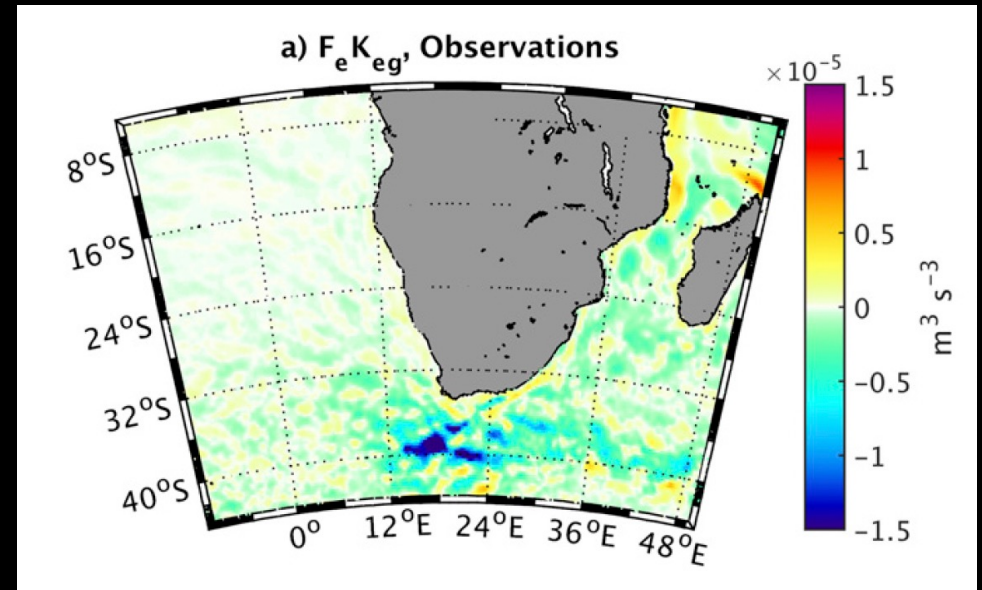 a) FₑKₑg, Observations
×10⁻⁵
1.5
1
0.5
0
−0.5
−1
−1.5
m³ s⁻³
8°S
16°S
24°S
32°S
40°S
0°
12°E
24°E
36°E
48°E